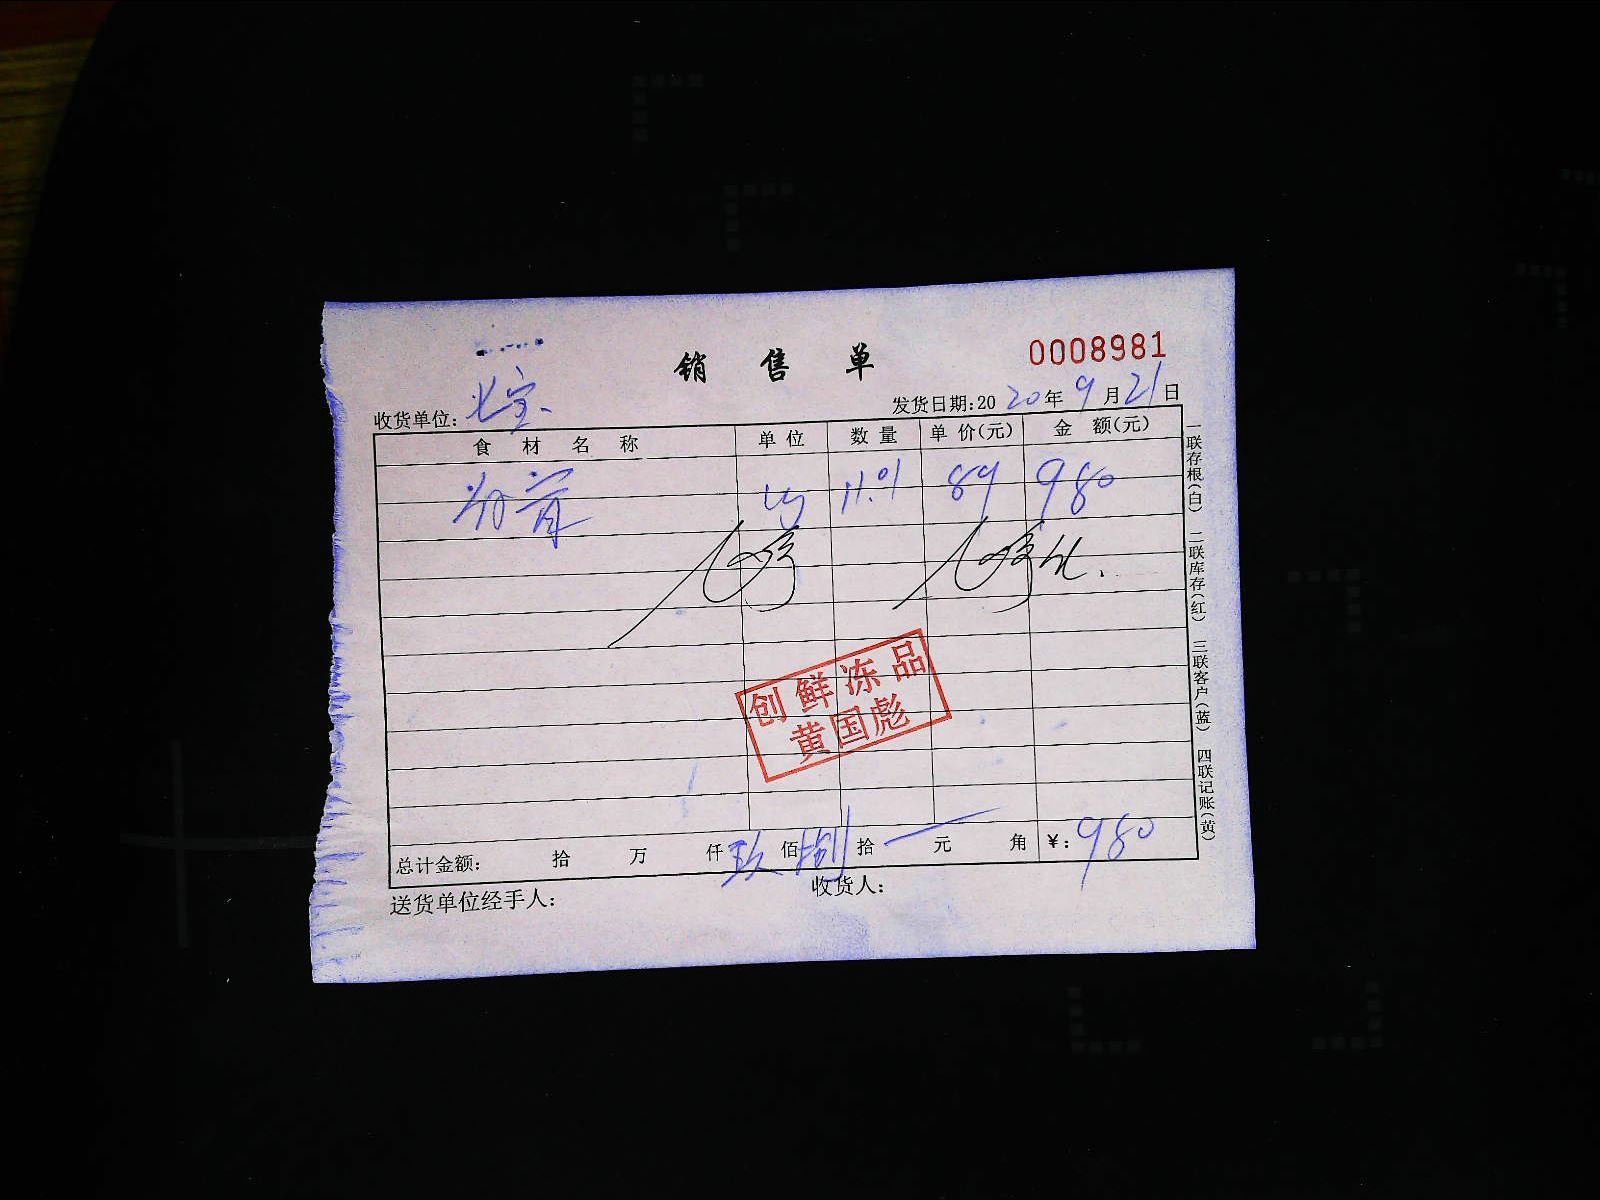 销售单
0008981
收货单位: 北京
发货日期:2020年9月21日
食材名称 单位 数量 单价(元) 金额(元)
11.01 89 980
创鲜冻品
黄国彪
总计金额: 拾 万 仟 玖 佰 捌 拾 元 角 ¥: 980
送货单位经手人: 收货人:
一联存根(白) 二联库存(红) 三联客户(蓝) 四联记账(黄)